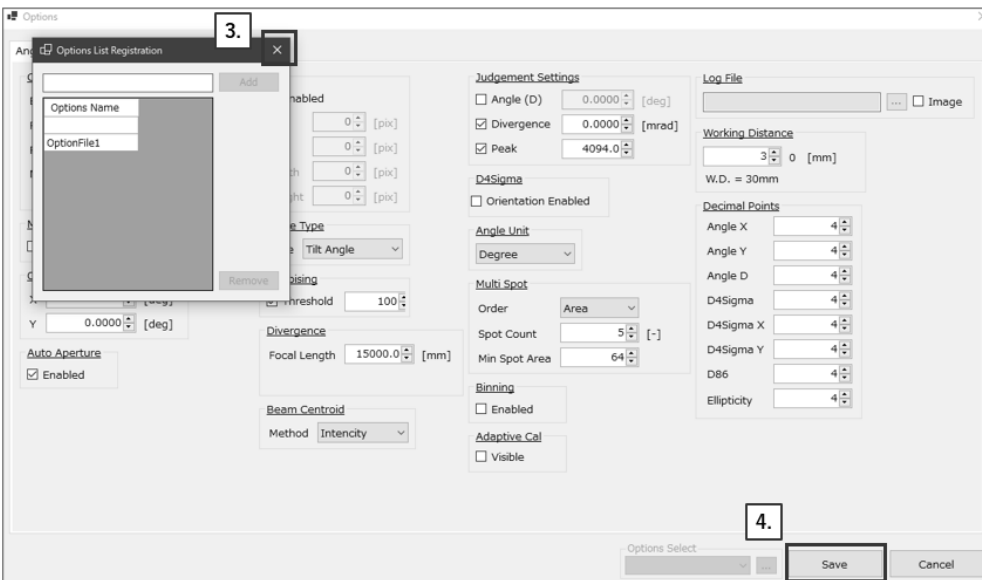 Options
3.
Options List Registration
Add
Options Name
OptionFile1
Remove
nabled
0 [pix]
0 [pix]
0 [pix]
0 [pix]
Type
Tilt Angle
Threshold 100
Y 0.0000 [deg]
Auto Aperture
Enabled
Divergence
Focal Length 15000.0 [mm]
Beam Centroid
Method Intencity
Judgement Settings
Angle (D) 0.0000 [deg]
Divergence 0.0000 [mrad]
Peak 4094.0
D4Sigma
Orientation Enabled
Angle Unit
Degree
Multi Spot
Order Area
Spot Count 5 [-]
Min Spot Area 64
Binning
Enabled
Adaptive Cal
Visible
Log File
... Image
Working Distance
3 0 [mm]
W.D. = 30mm
Decimal Points
Angle X 4
Angle Y 4
Angle D 4
D4Sigma 4
D4Sigma X 4
D4Sigma Y 4
D86 4
Ellipticity 4
4.
Options Select
...
Save
Cancel